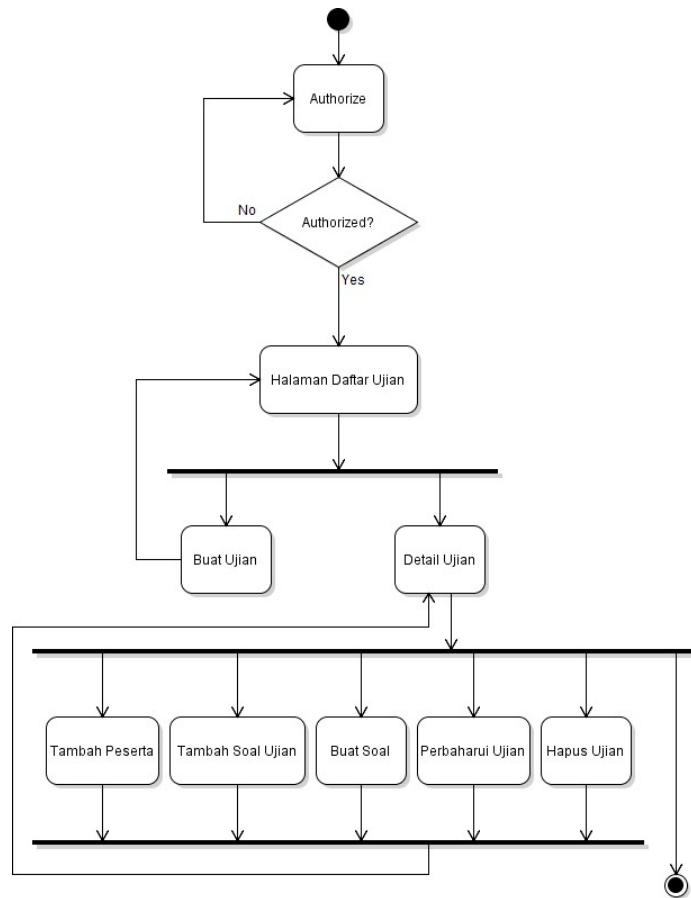 Authorize
No
Authorized?
Yes
Halaman Daftar Ujian
Buat Ujian
Detail Ujian
Tambah Peserta
Tambah Soal Ujian
Buat Soal
Perbaharui Ujian
Hapus Ujian